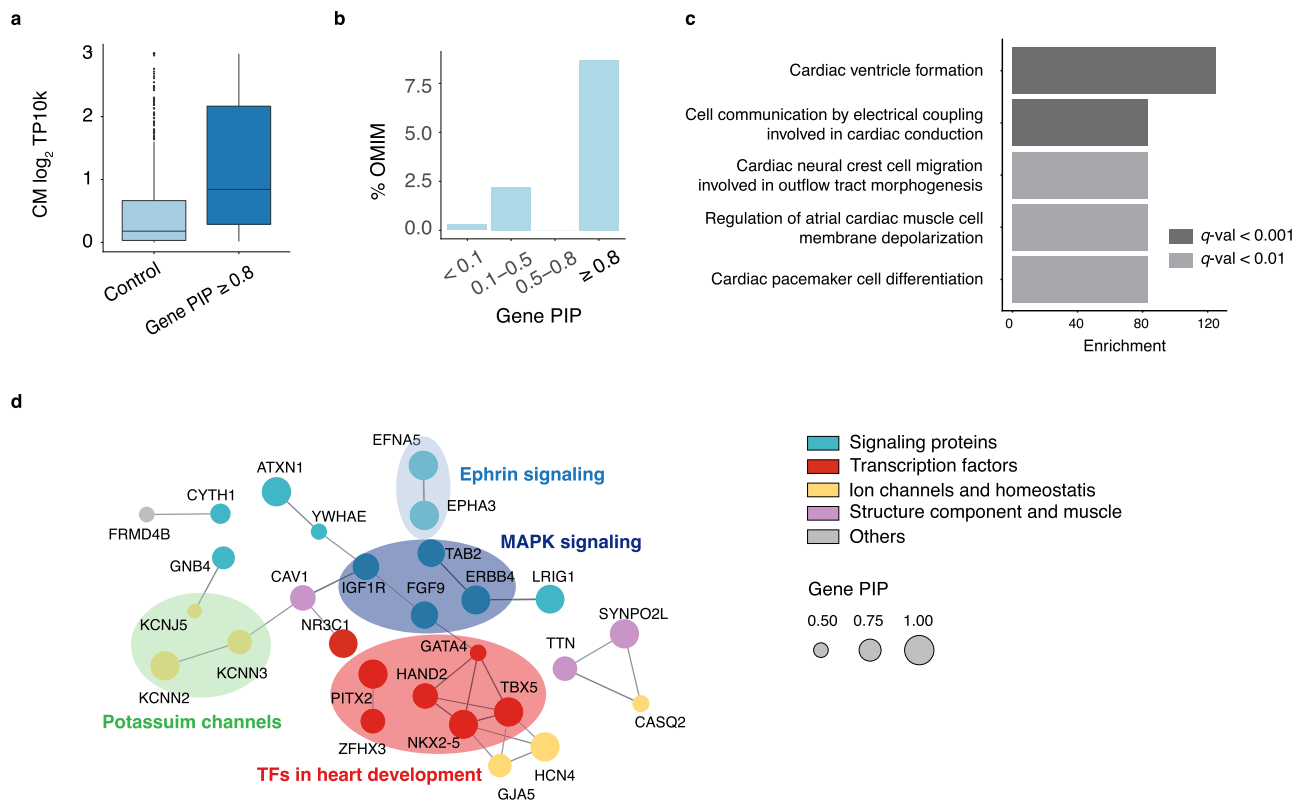 a
CM log2 TP10k
3
2
1
0
Control
Gene PIP ≥ 0.8
b
% OMIM
7.5
5.0
2.5
0.0
< 0.1
0.1–0.5
0.5–0.8
≥ 0.8
Gene PIP
c
Cardiac ventricle formation
Cell communication by electrical coupling
involved in cardiac conduction
Cardiac neural crest cell migration
involved in outflow tract morphogenesis
Regulation of atrial cardiac muscle cell
membrane depolarization
Cardiac pacemaker cell differentiation
q-val < 0.001
q-val < 0.01
0 40 80 120
Enrichment
d
EFNA5
ATXN1
Ephrin signaling
CYTH1
EPHA3
YWHAE
FRMD4B
MAPK signaling
TAB2
GNB4
CAV1
IGF1R
FGF9
ERBB4
LRIG1
SYNPO2L
KCNJ5
NR3C1
GATA4
TTN
KCNN3
HAND2
TBX5
KCNN2
PITX2
CASQ2
Potassuim channels
ZFHX3
NKX2-5
TFs in heart development
HCN4
GJA5
Signaling proteins
Transcription factors
Ion channels and homeostatis
Structure component and muscle
Others
Gene PIP
0.50 0.75 1.00